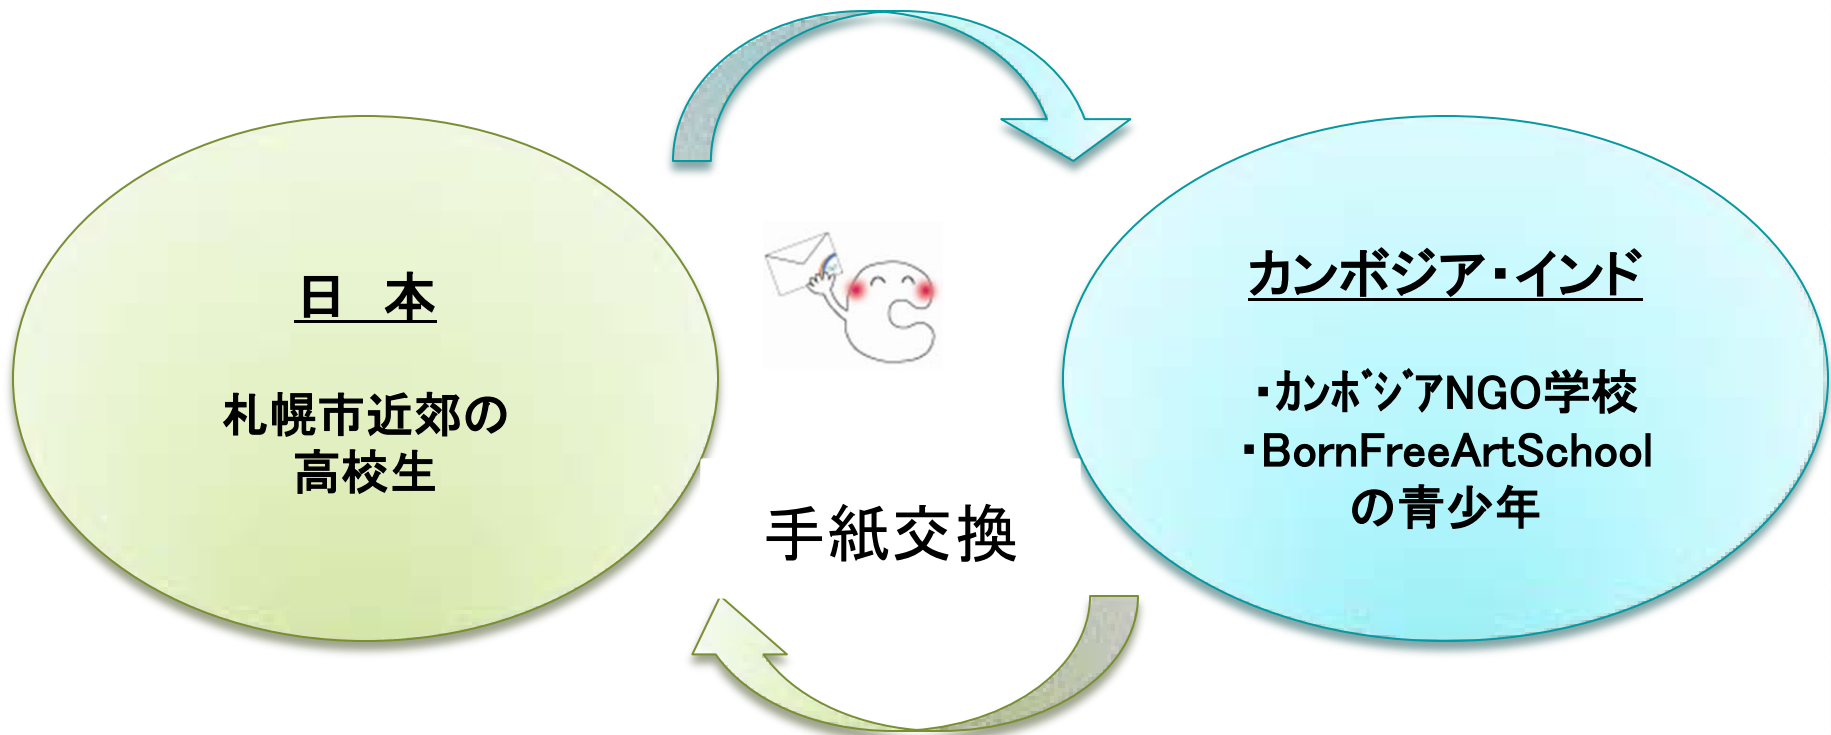 日　本
札幌市近郊の
高校生
手紙交換
カンボジア・インド
・ｶﾝﾎﾞｼﾞｱNGO学校
・BornFreeArtSchool
の青少年